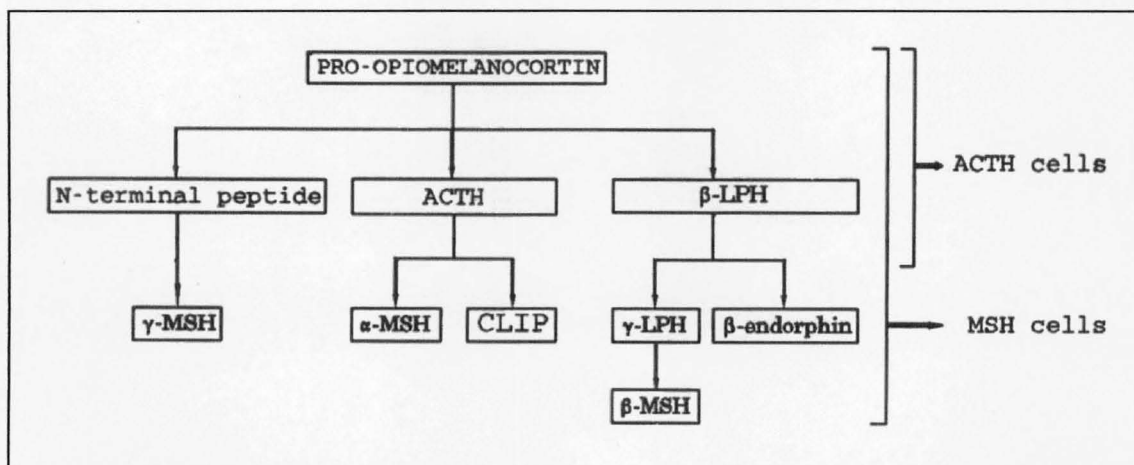 PRO-OPIOMELANOCORTIN
ACTH cells
N-terminal peptide
ACTH
β-LPH
γ-MSH
α-MSH
CLIP
γ-LPH
β-endorphin
MSH cells
β-MSH